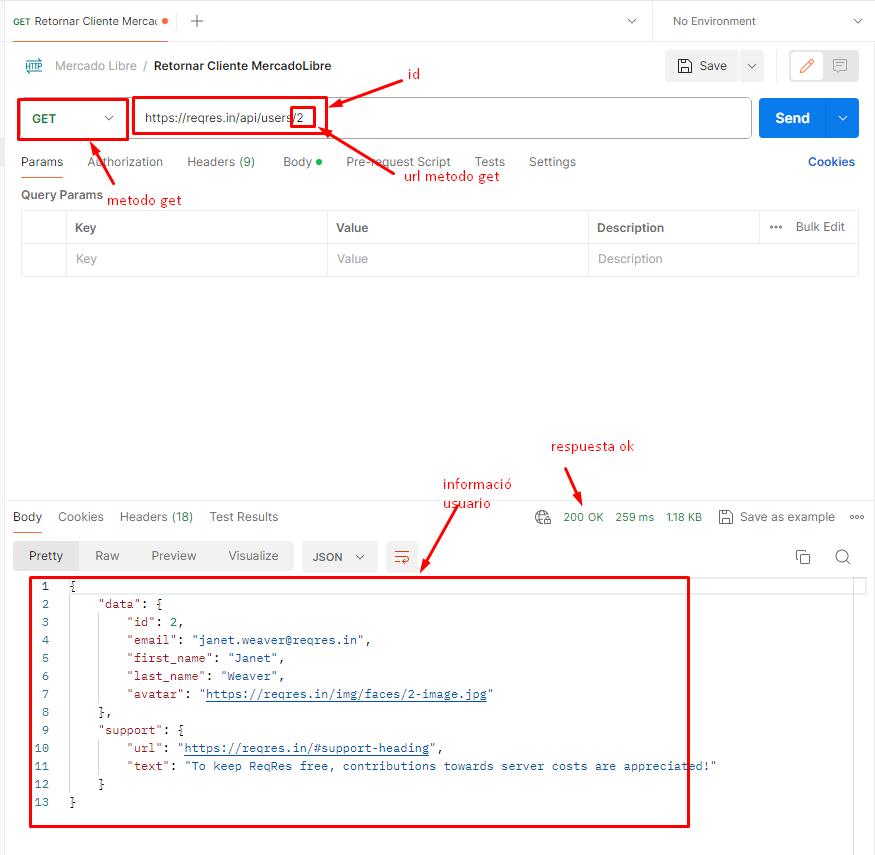 GET Retornar Cliente Mercad
No Environment
HTTP Mercado Libre / Retornar Cliente MercadoLibre
Save
id
GET
https://reqres.in/api/users/2
Send
Params Authorization Headers (9) Body Pre-request Script Tests Settings Cookies
url metodo get
Query Params
metodo get
Key Value Description ••• Bulk Edit
Key Value Description
respuesta ok
informació
usuario
Body Cookies Headers (18) Test Results 200 OK 259 ms 1.18 KB Save as example
Pretty Raw Preview Visualize JSON
1 {
2 "data": {
3 "id": 2,
4 "email": "janet.weaver@reqres.in",
5 "first_name": "Janet",
6 "last_name": "Weaver",
7 "avatar": "https://reqres.in/img/faces/2-image.jpg"
8 },
9 "support": {
10 "url": "https://reqres.in/#support-heading",
11 "text": "To keep ReqRes free, contributions towards server costs are appreciated!"
12 }
13 }